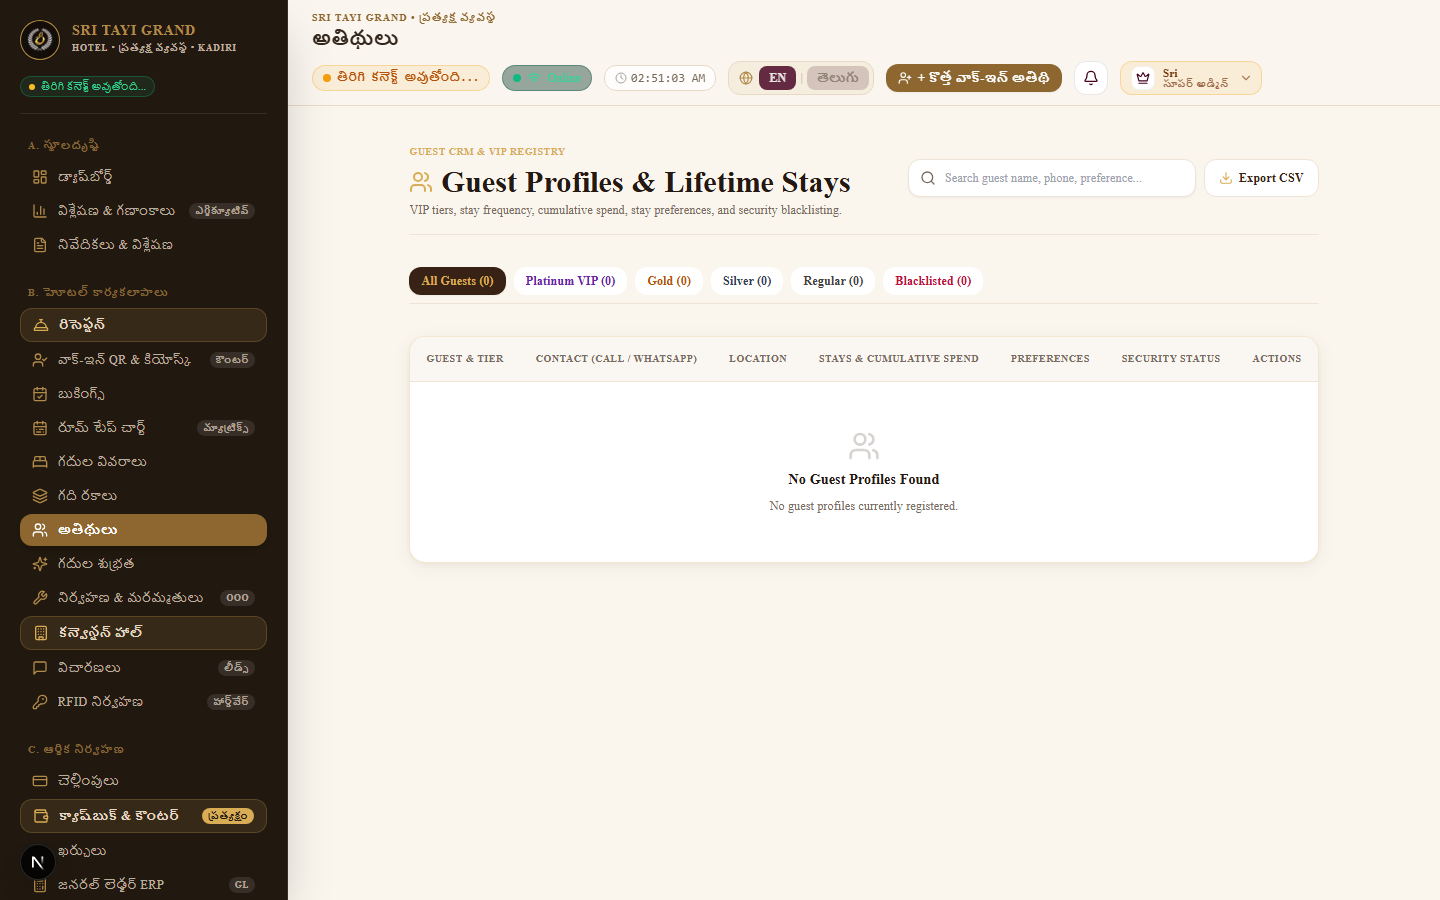 SRI TAYI GRAND
HOTEL • ప్రత్యక్ష వ్యవస్థ • KADIRI
తిరిగి కనెక్ట్ అవుతోంది...
A. స్థూలదృష్టి
డ్యాష్‌బోర్డ్
విశ్లేషణ & గణాంకాలు ఎగ్జిక్యూటివ్
నివేదికలు & విశ్లేషణ
B. హోటల్ కార్యకలాపాలు
రిసెప్షన్
వాక్-ఇన్ QR & కియోస్క్ కౌంటర్
బుకింగ్స్
రూమ్ టేప్ చార్ట్ మ్యాట్రిక్స్
గదుల వివరాలు
గది రకాలు
అతిథులు
గదుల శుభ్రత
నిర్వహణ & మరమ్మతులు OOO
కన్వెన్షన్ హాల్
విచారణలు లీడ్స్
RFID నిర్వహణ హార్డ్‌వేర్
C. ఆర్థిక నిర్వహణ
చెల్లింపులు
క్యాష్‌బుక్ & కౌంటర్ ప్రత్యక్షం
ఖర్చులు
N
జనరల్ లెడ్జర్ ERP GL
SRI TAYI GRAND • ప్రత్యక్ష వ్యవస్థ
అతిథులు
తిరిగి కనెక్ట్ అవుతోంది...
02:51:03 AM
EN | తెలుగు
+ కొత్త వాక్-ఇన్ అతిథి
Sri
సూపర్ అడ్మిన్
GUEST CRM & VIP REGISTRY
Guest Profiles & Lifetime Stays
VIP tiers, stay frequency, cumulative spend, stay preferences, and security blacklisting.
Search guest name, phone, preference...
Export CSV
All Guests (0) Platinum VIP (0) Gold (0) Silver (0) Regular (0) Blacklisted (0)
GUEST & TIER CONTACT (CALL / WHATSAPP) LOCATION STAYS & CUMULATIVE SPEND PREFERENCES SECURITY STATUS ACTIONS
No Guest Profiles Found
No guest profiles currently registered.